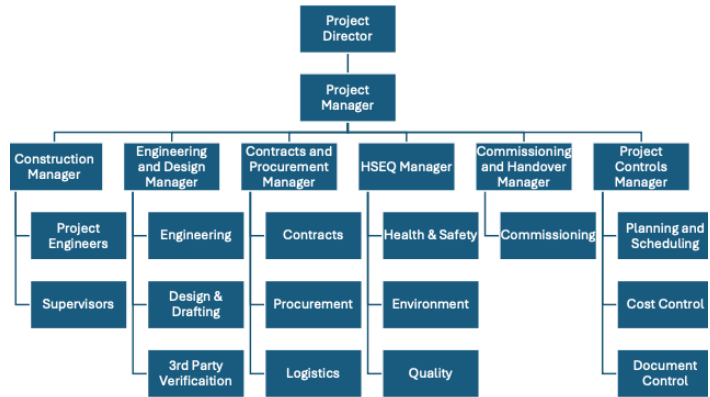 Project
Director
Project
Manager
Construction
Manager
Engineering
and Design
Manager
Contracts and
Procurement
Manager
HSEQ Manager
Commissioning
and Handover
Manager
Project
Controls
Manager
Project
Engineers
Engineering
Contracts
Health & Safety
Commissioning
Planning and
Scheduling
Supervisors
Design &
Drafting
Procurement
Environment
Cost Control
3rd Party
Verificaition
Logistics
Quality
Document
Control